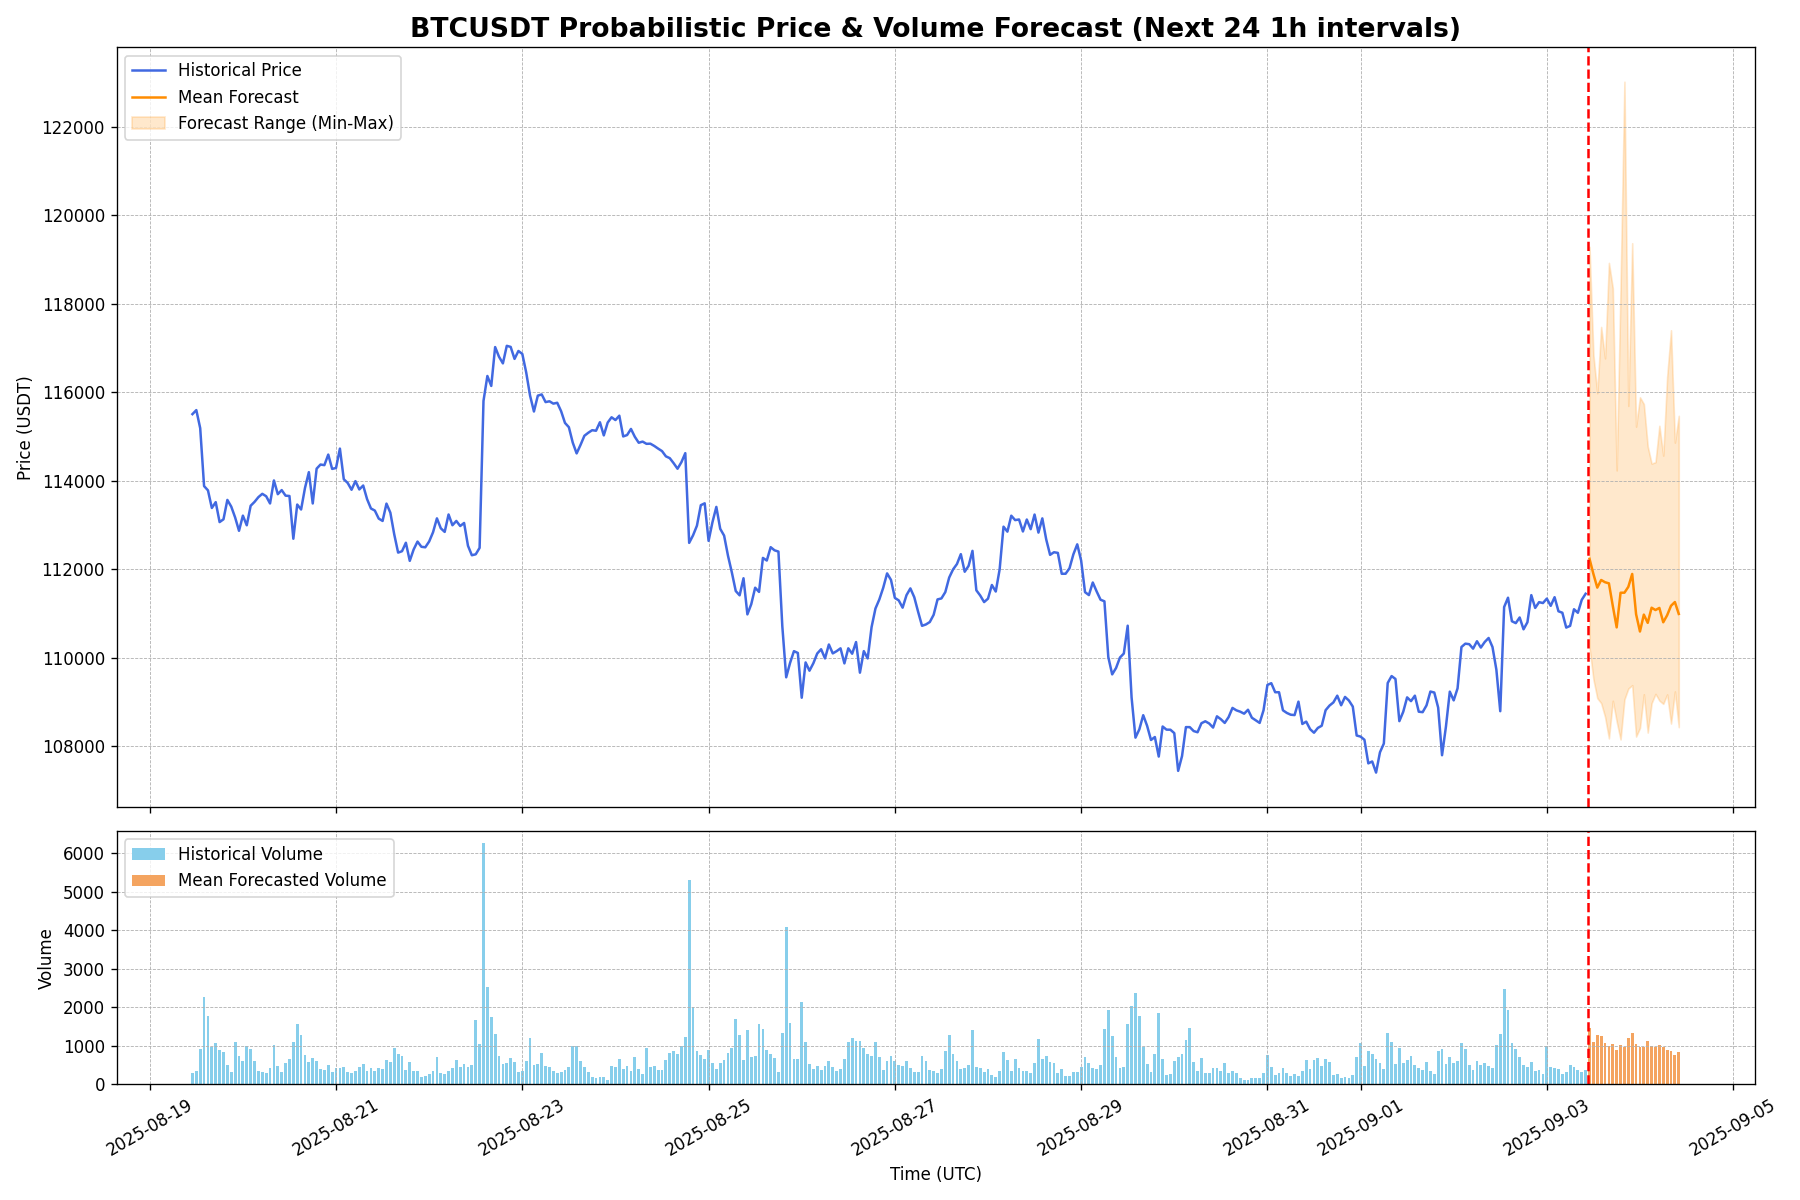 BTCUSDT Probabilistic Price & Volume Forecast (Next 24 1h intervals)
Historical Price
Mean Forecast
Forecast Range (Min-Max)
122000
120000
118000
116000
114000
112000
110000
108000
Price (USDT)
Historical Volume
Mean Forecasted Volume
6000
5000
4000
3000
2000
1000
0
Volume
2025-08-19
2025-08-21
2025-08-23
2025-08-25
2025-08-27
2025-08-29
2025-08-31
2025-09-01
2025-09-03
2025-09-05
Time (UTC)